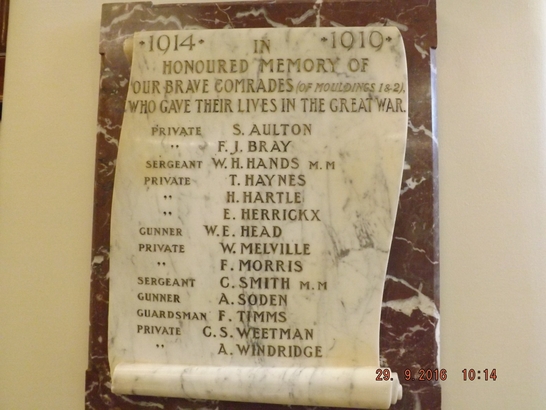 ·1914· IN ·1919·
HONOURED MEMORY OF
OUR BRAVE COMRADES (OF MOULDINGS 1 & 2),
WHO GAVE THEIR LIVES IN THE GREAT WAR.
PRIVATE S. AULTON
" F. J. BRAY
SERGEANT W. H. HANDS M.M
PRIVATE T. HAYNES
" H. HARTLE
" E. HERRICKX
GUNNER W. E. HEAD
PRIVATE W. MELVILLE
" F. MORRIS
SERGEANT C. SMITH M.M
GUNNER A. SODEN
GUARDSMAN F. TIMMS
PRIVATE C. S. WEETMAN
" A. WINDRIDGE
29. 9.2016 10:14